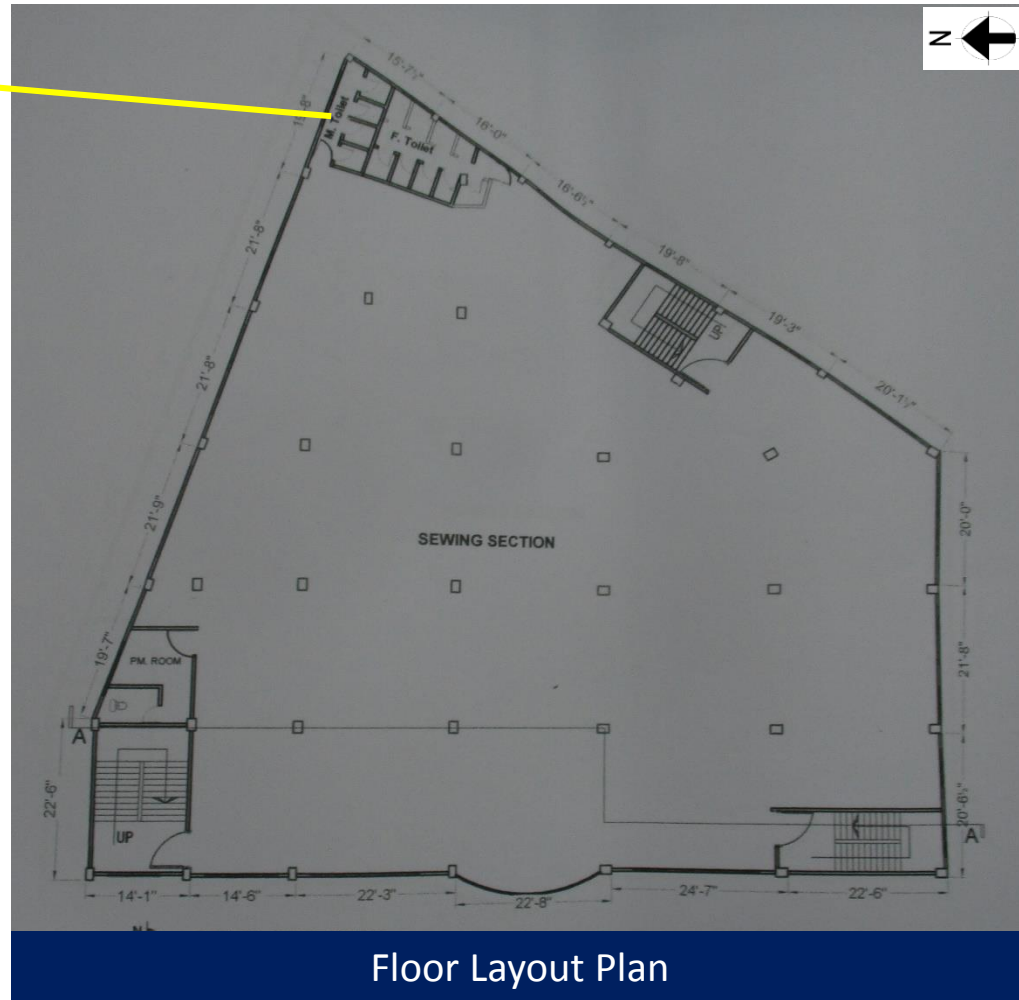 N
15'-7½"
16'-0"
16'-6½"
19'-8"
19'-3"
20'-1½"
M. Toilet
F. Toilet
21'-8"
21'-8"
21'-9"
19'-7"
UP
SEWING SECTION
20'-0"
21'-8"
20'-6½"
PM. ROOM
A
22'-6"
UP
A
14'-1"
14'-6"
22'-3"
22'-8"
24'-7"
22'-6"
Floor Layout Plan